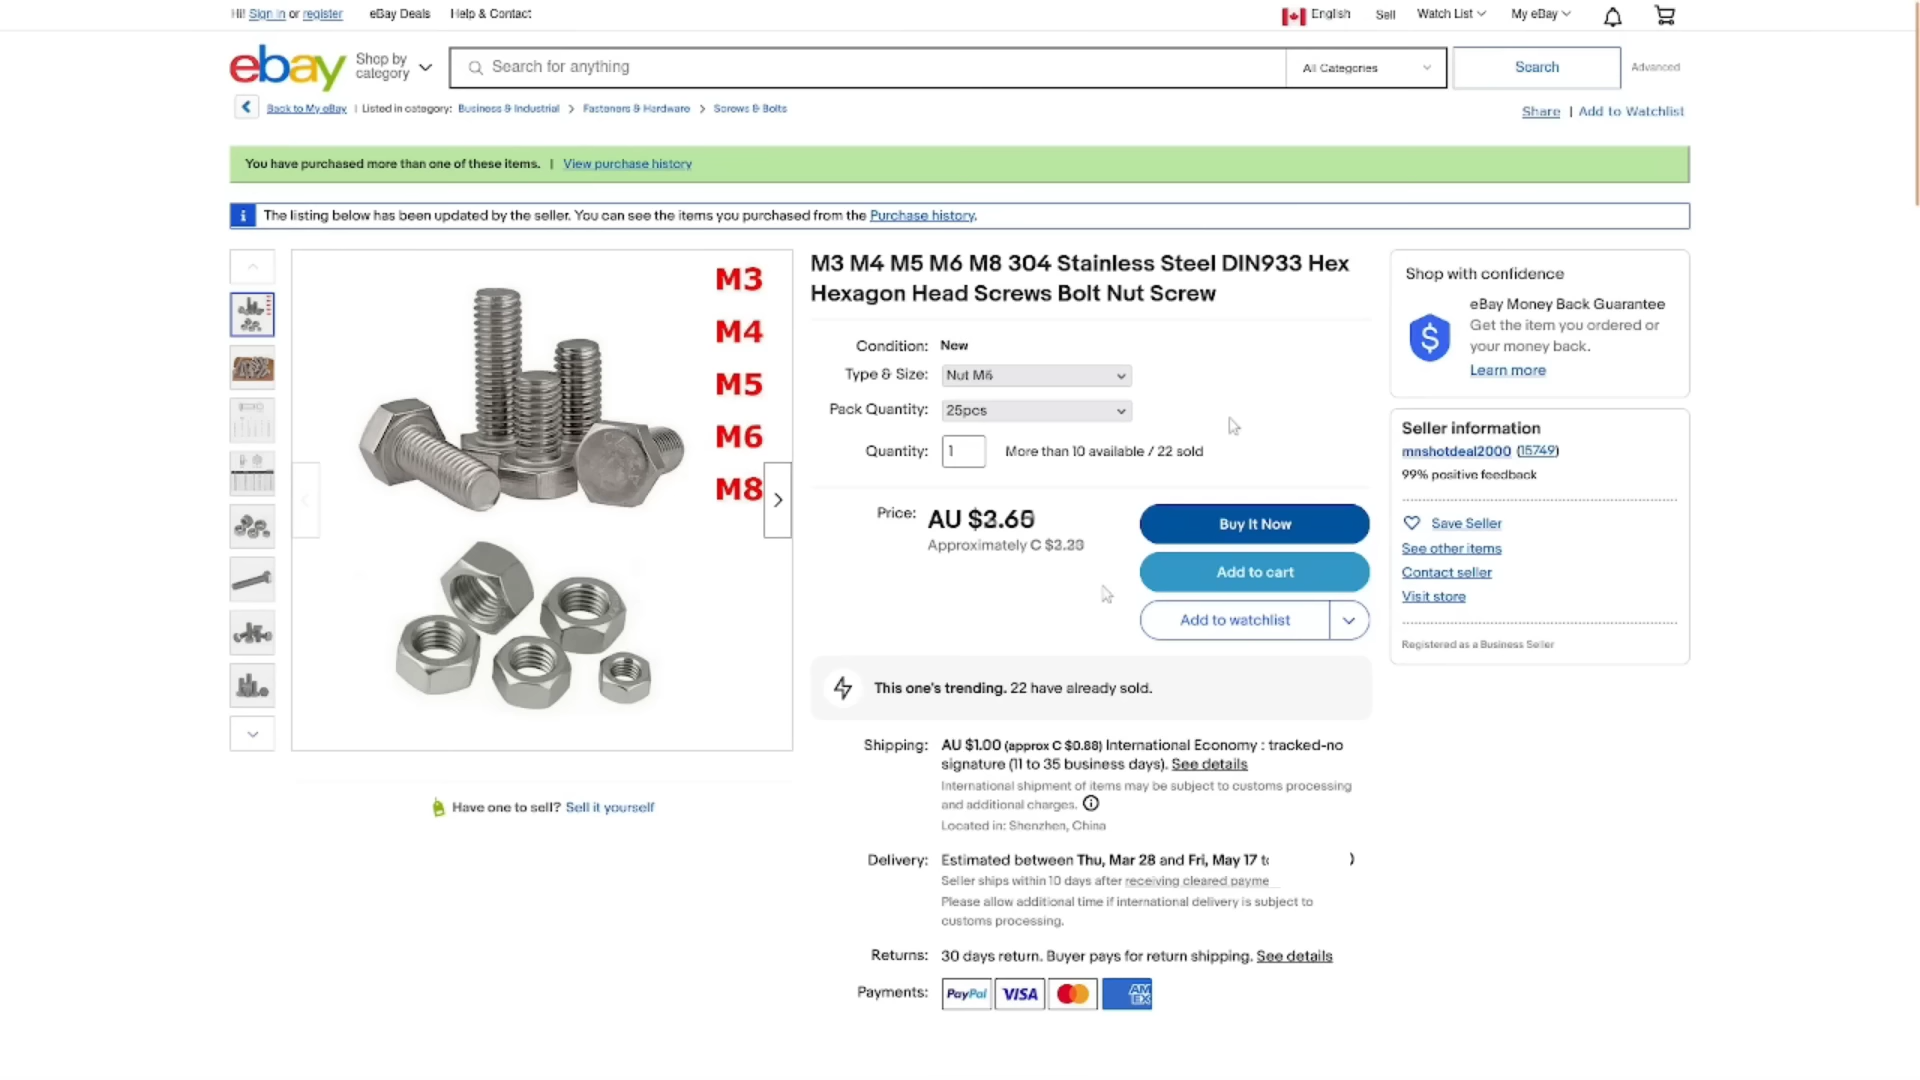 Hi! Sign in or register
eBay Deals
Help & Contact
English
Sell
Watch List
My eBay
ebay
Shop by
category
Search for anything
All Categories
Search
Advanced
Back to My eBay | Listed in category: Business & Industrial > Fasteners & Hardware > Screws & Bolts
Share | Add to Watchlist
You have purchased more than one of these items. | View purchase history
i The listing below has been updated by the seller. You can see the items you purchased from the Purchase history.
M3
M4
M5
M6
M8
Have one to sell? Sell it yourself
M3 M4 M5 M6 M8 304 Stainless Steel DIN933 Hex
Hexagon Head Screws Bolt Nut Screw
Condition: New
Type & Size: Nut M6
Pack Quantity: 25pcs
Quantity: 1 More than 10 available / 22 sold
Price: AU
Approximately C
Buy It Now
Add to cart
Add to watchlist
This one's trending. 22 have already sold.
Shipping: AU $1.00 (approx C $0.88) International Economy : tracked-no
signature (11 to 35 business days). See details
International shipment of items may be subject to customs processing
and additional charges.
Located in: Shenzhen, China
Delivery: Estimated between Thu, Mar 28 and Fri, May 17 )
Seller ships within 10 days after receiving cleared payme
Please allow additional time if international delivery is subject to
customs processing.
Returns: 30 days return. Buyer pays for return shipping. See details
Payments: PayPal VISA AM EX
Shop with confidence
$
eBay Money Back Guarantee
Get the item you ordered or
your money back.
Learn more
Seller information
mnshotdeal2000 (15749)
99% positive feedback
Save Seller
See other items
Contact seller
Visit store
Registered as a Business Seller